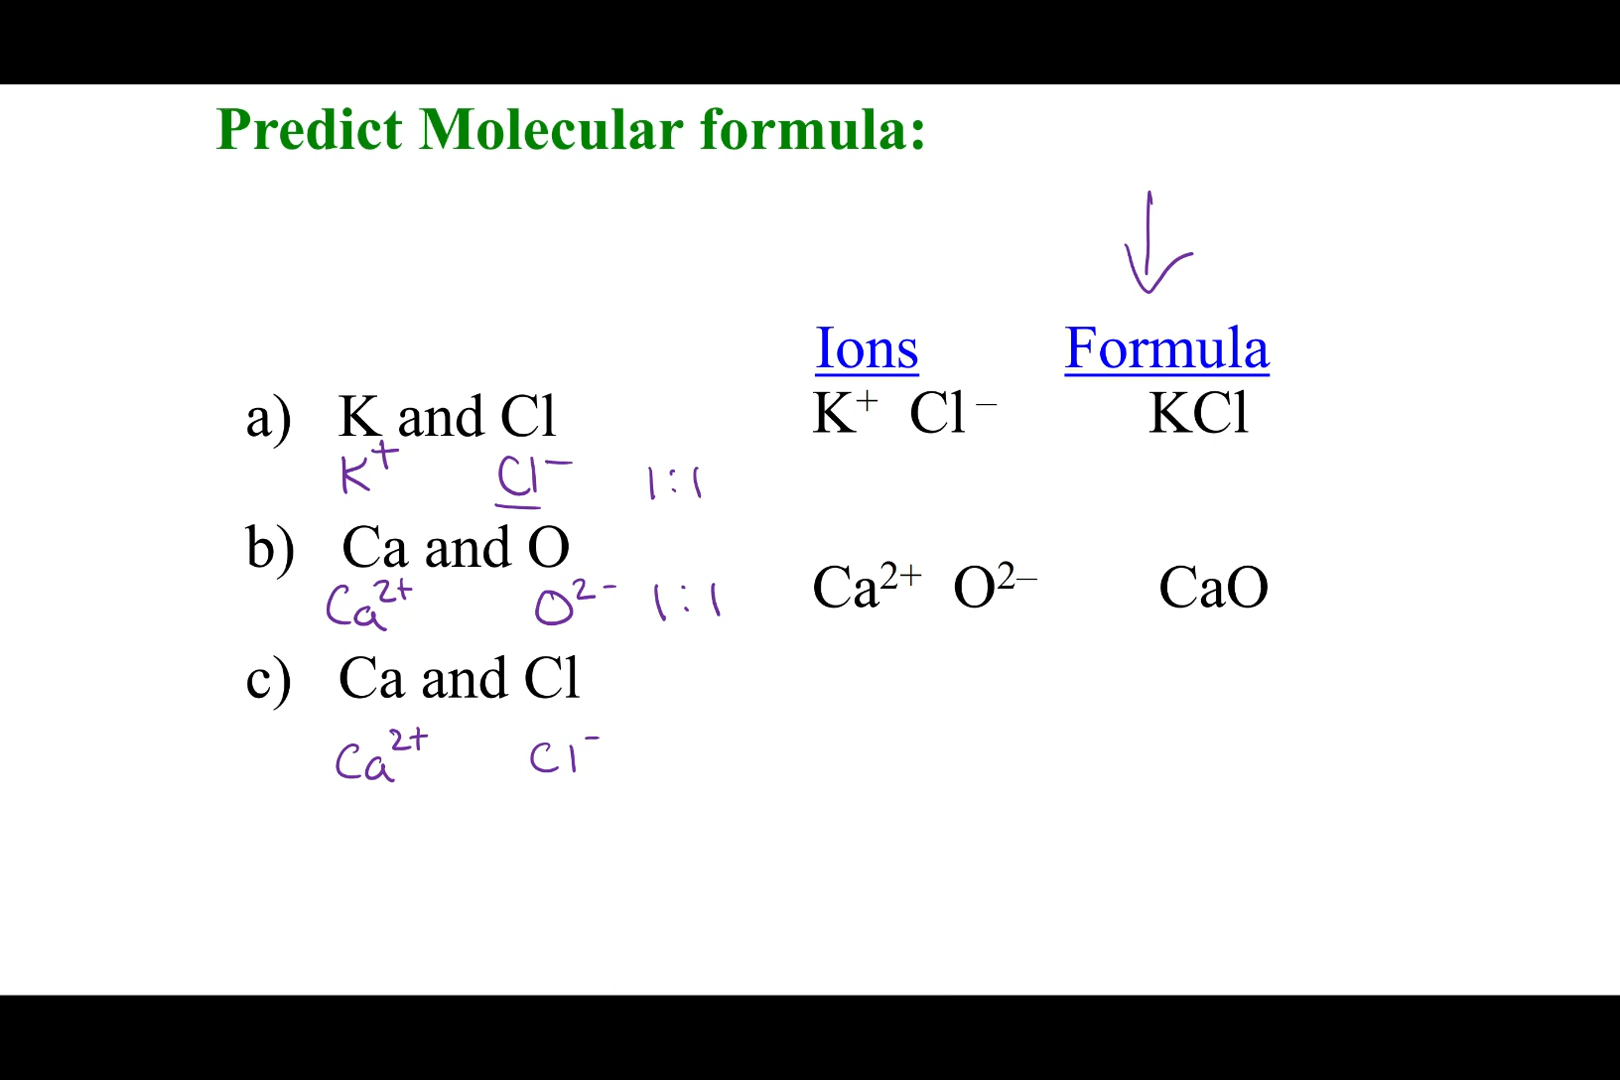 Predict Molecular formula:
Ions Formula
a) K and Cl K⁺ Cl⁻ KCl
K⁺ Cl⁻ 1:1
b) Ca and O Ca²⁺ O²⁻ CaO
Ca²⁺ O²⁻ 1:1
c) Ca and Cl
Ca²⁺ Cl⁻